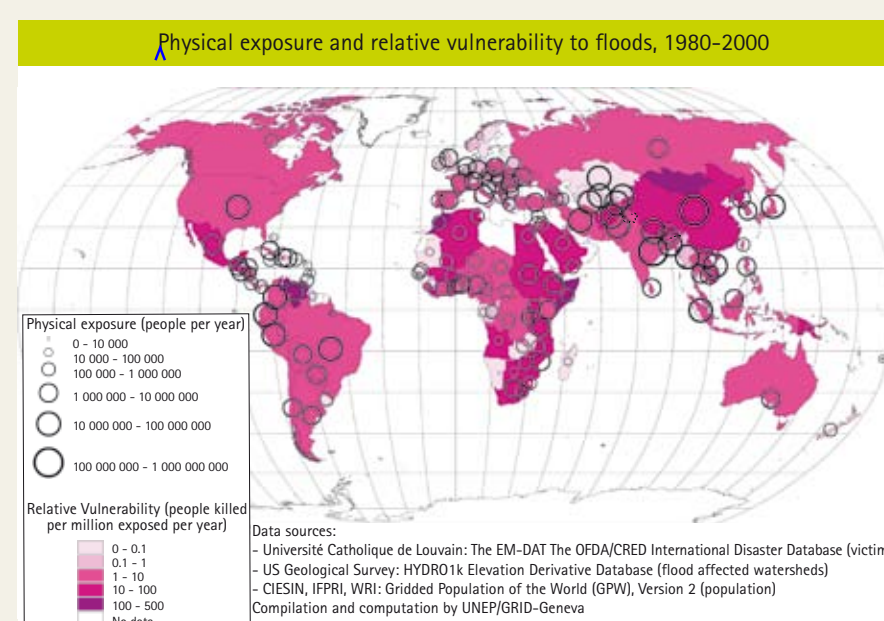 Physical exposure and relative vulnerability to floods, 1980-2000
Physical exposure (people per year)
0 - 10 000
10 000 - 100 000
100 000 - 1 000 000
1 000 000 - 10 000 000
10 000 000 - 100 000 000
100 000 000 - 1 000 000 000
Relative Vulnerability (people killed
per million exposed per year)
0 - 0.1
0.1 - 1
1 - 10
10 - 100
100 - 500
No data
Data sources:
- Université Catholique de Louvain: The EM-DAT The OFDA/CRED International Disaster Database (victim
- US Geological Survey: HYDRO1k Elevation Derivative Database (flood affected watersheds)
- CIESIN, IFPRI, WRI: Gridded Population of the World (GPW), Version 2 (population)
Compilation and computation by UNEP/GRID-Geneva